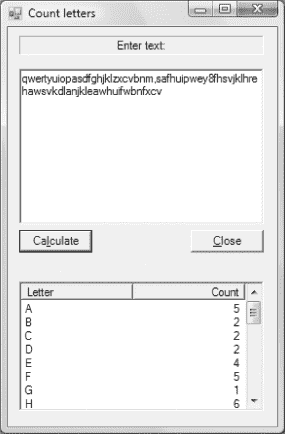 Count letters
Enter text:
qwertyuiopasdfghjklzxcvbnm,safhuipwey8fhsvjklhre
hawsvkdlanjkleawhuifwbnfxcv
Calculate Close
Letter Count
A 5
B 2
C 2
D 2
E 4
F 5
G 1
H 6